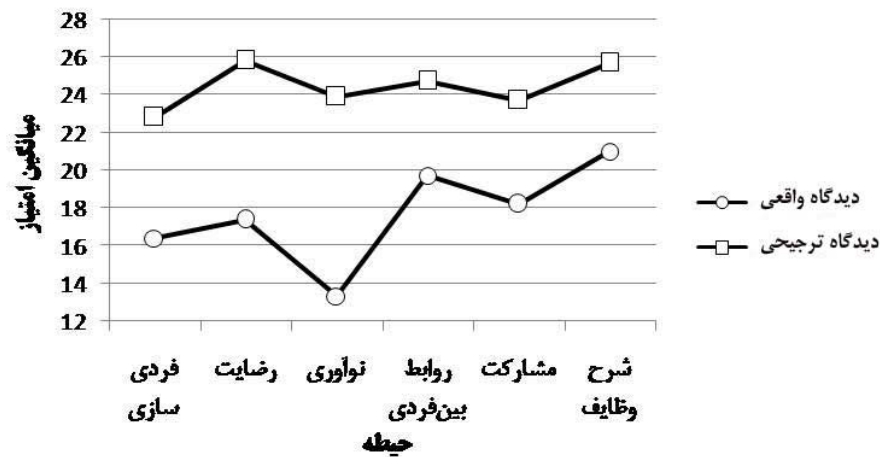 28
26
24
22
20
18
16
14
12
میانگین امتیاز
فردی
سازی
رضایت
نوآوری
روابط
بین‌فردی
مشارکت
شرح
وظایف
حیطه
دیدگاه واقعی
دیدگاه ترجیحی